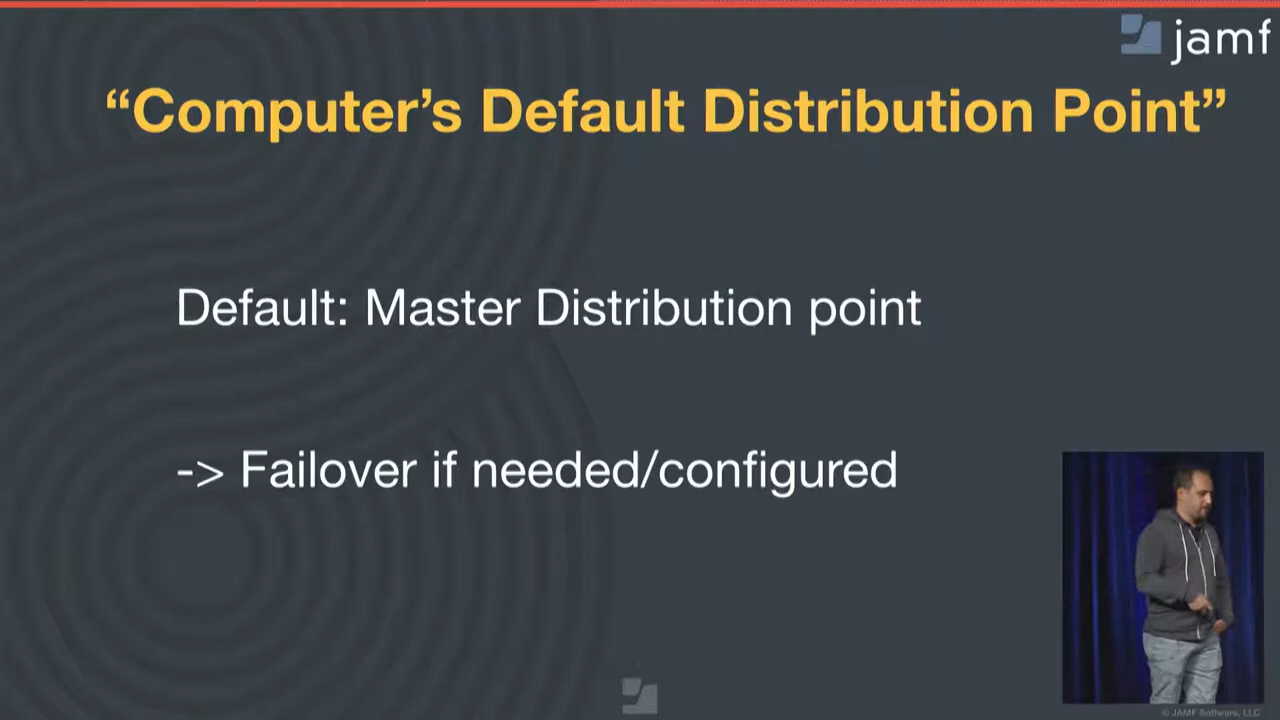 jamf
“Computer’s Default Distribution Point”
Default: Master Distribution point
-> Failover if needed/configured
© JAMF Software, LLC